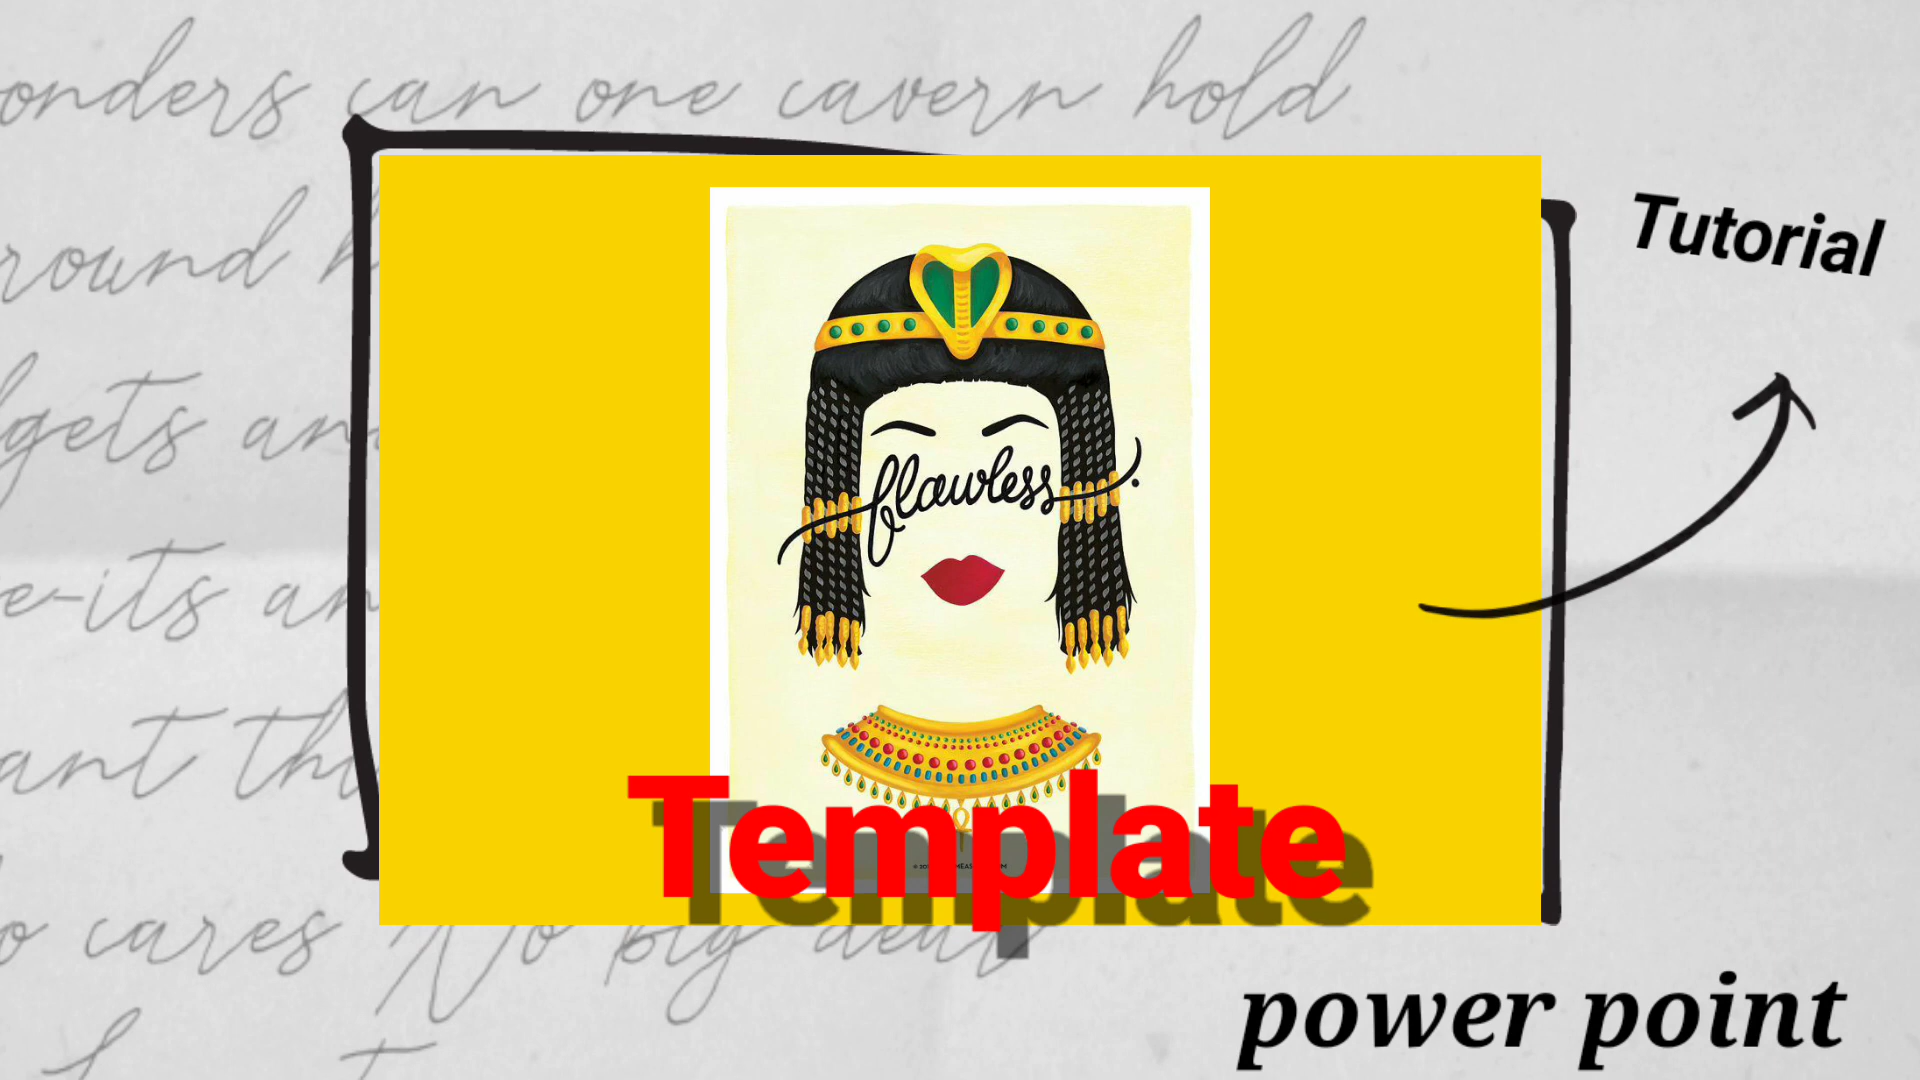 onders can one cavern hold
round
Tutorial
gets an
flawless.
e-its an
ant th
Template
o cares No big deal
power point